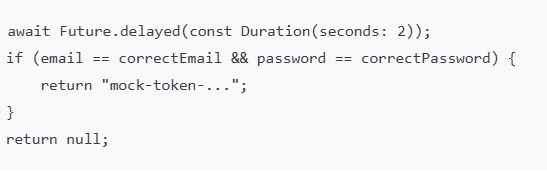 await Future.delayed(const Duration(seconds: 2));
if (email == correctEmail && password == correctPassword) {
    return "mock-token-...";
}
return null;